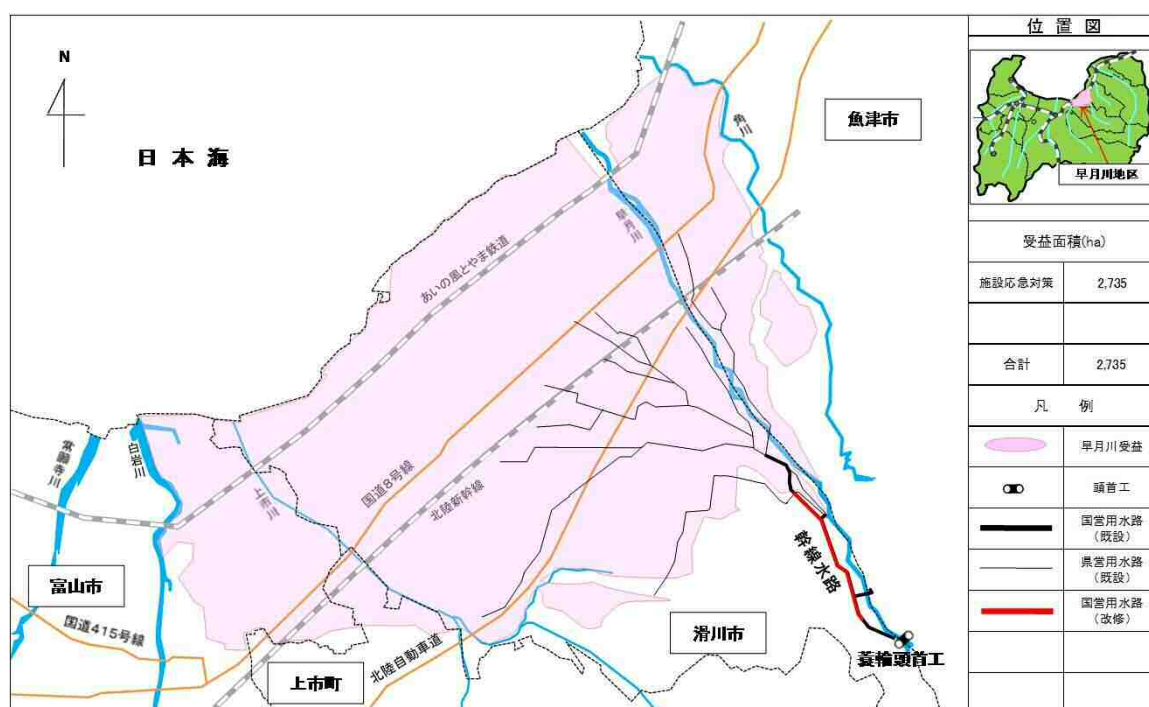 N
日本海
魚津市
角川
早月川
あいの風とやま鉄道
国道8号線
北陸新幹線
常願寺川
白岩川
上市川
幹線水路
富山市
国道415号線
滑川市
蓑輪頭首工
上市町
北陸自動車道
位置図
早月川地区
受益面積(ha)
施設応急対策 2,735
合計 2,735
凡 例
早月川受益
頭首工
国営用水路
(既設)
県営用水路
(既設)
国営用水路
(改修)